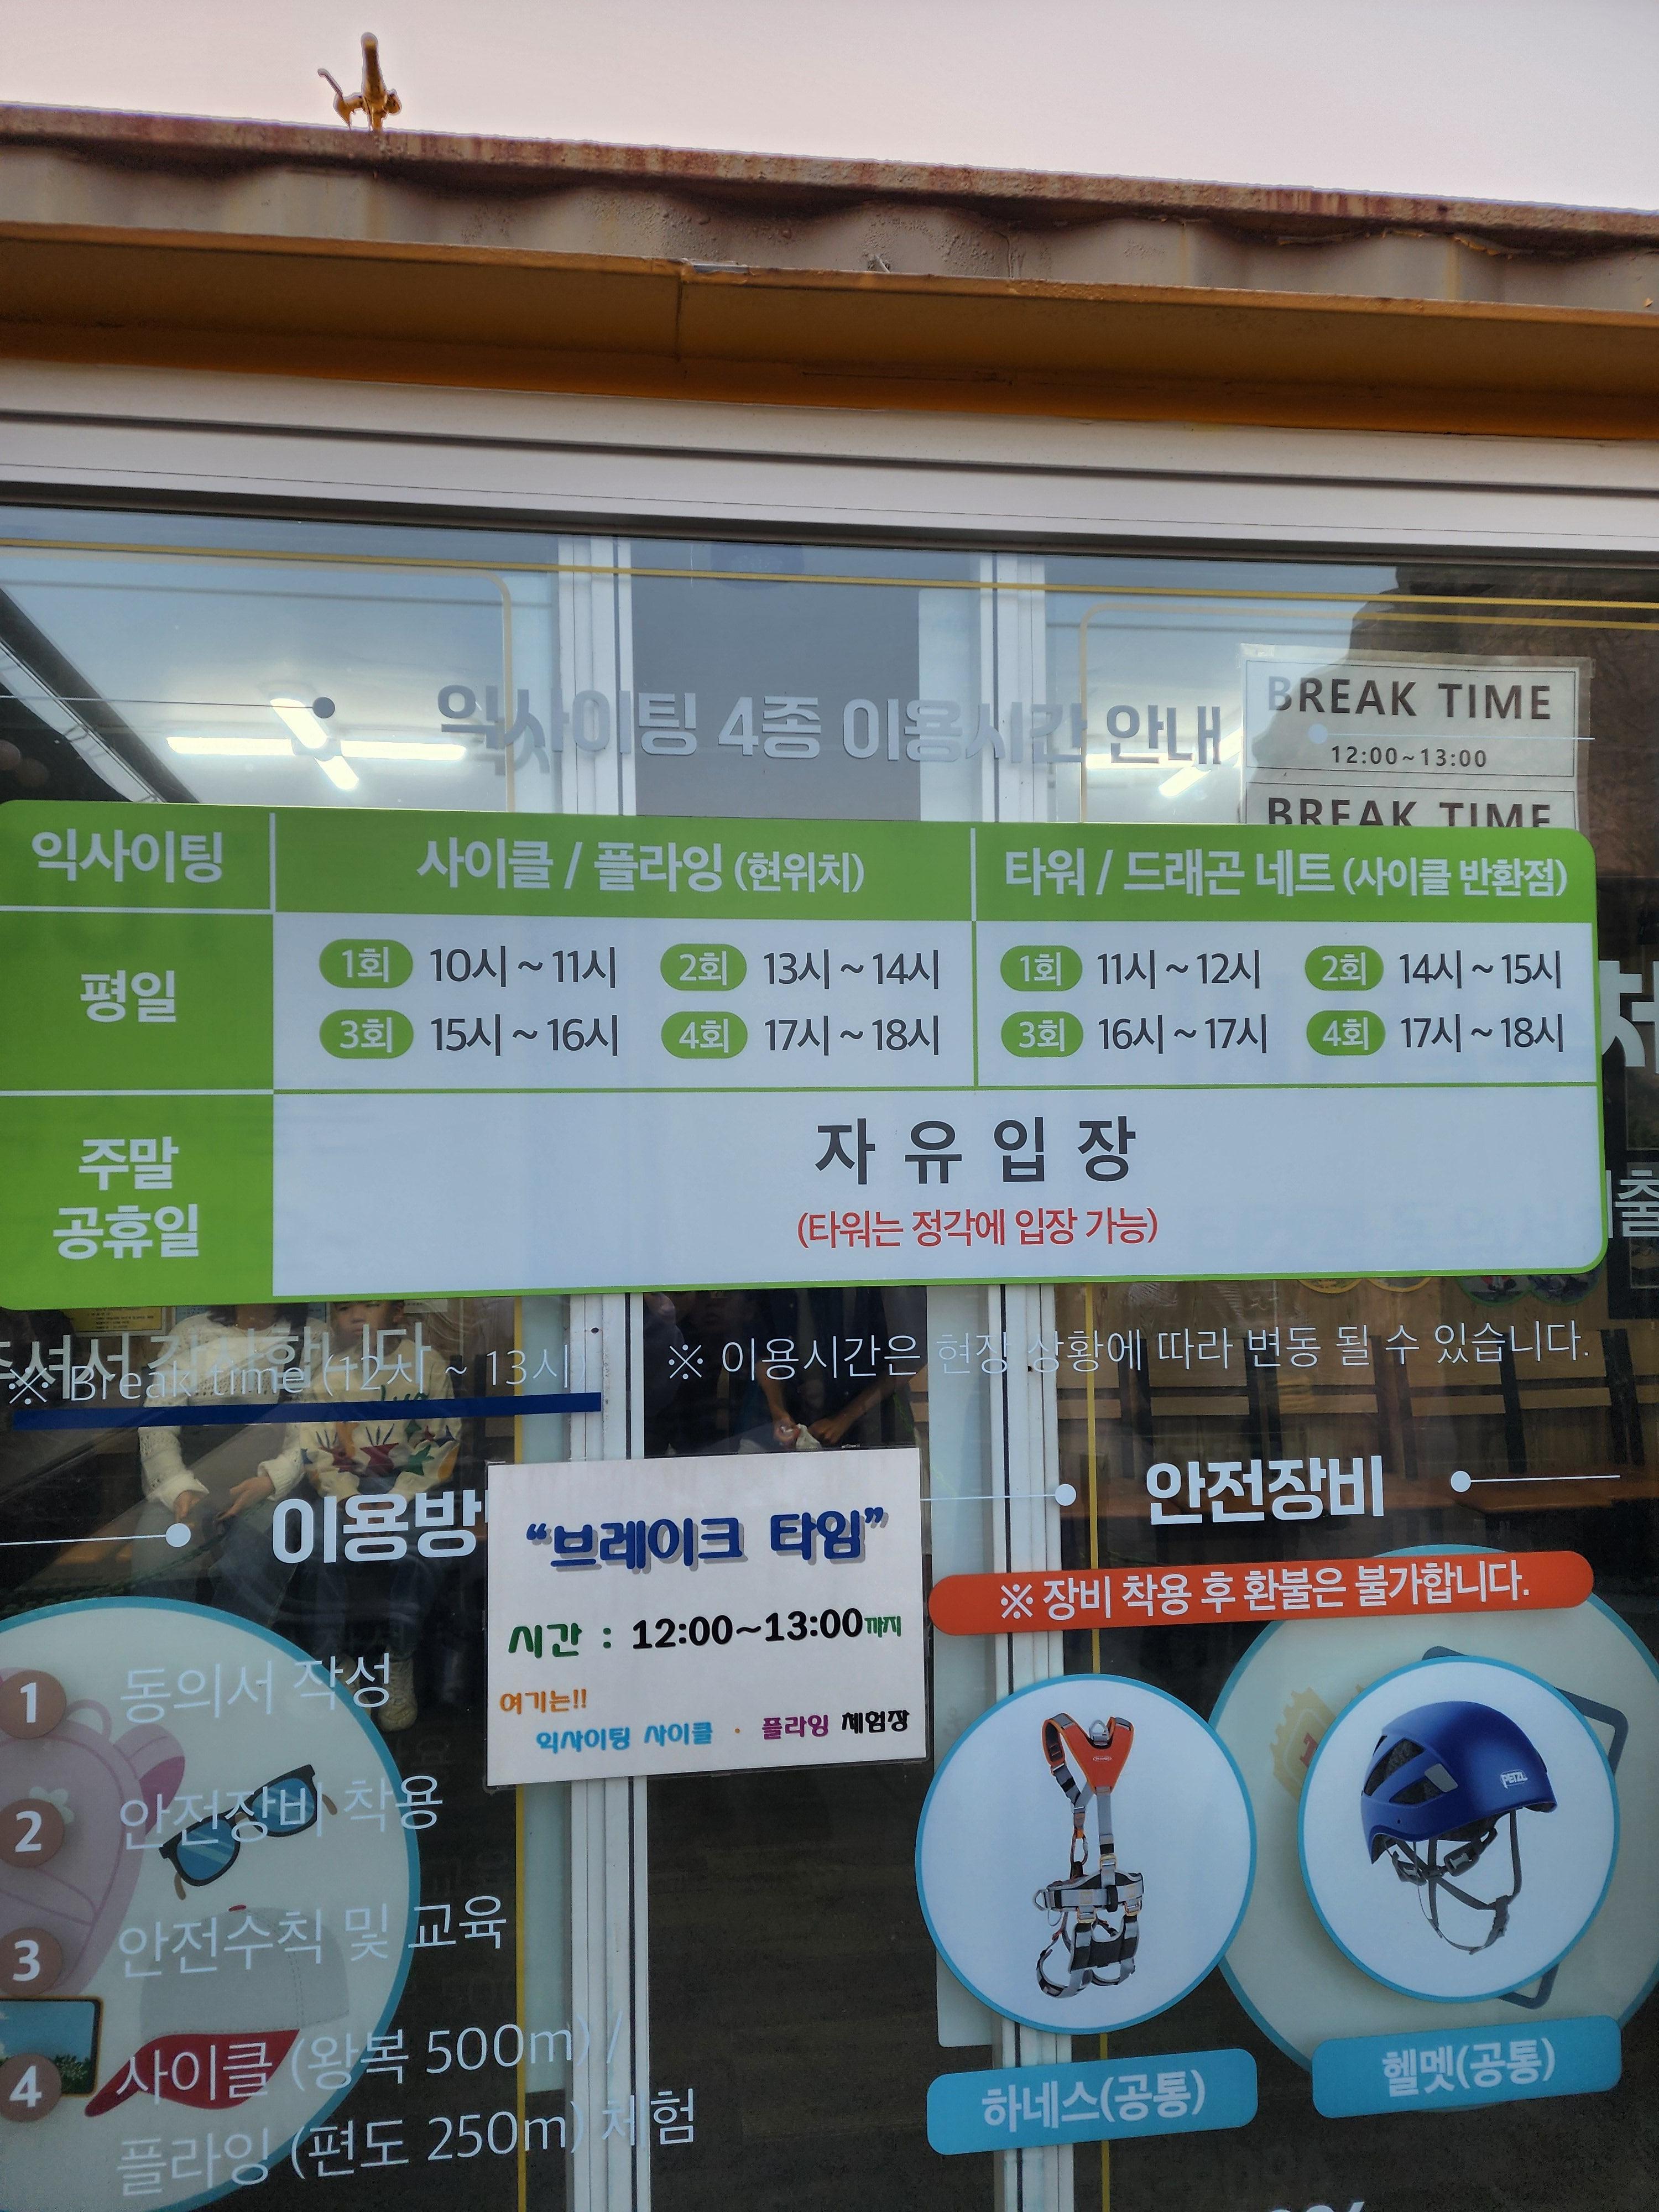 익사이팅 4종 이용시간 안내
BREAK TIME
12:00~13:00
BREAK TIME
익사이팅
사이클 / 플라잉 (현위치)
타워 / 드래곤 네트 (사이클 반환점)
평일
1회 10시 ~ 11시 2회 13시 ~ 14시
3회 15시 ~ 16시 4회 17시 ~ 18시
1회 11시 ~ 12시 2회 14시 ~ 15시
3회 16시 ~ 17시 4회 17시 ~ 18시
주말
공휴일
자유입장
(타워는 정각에 입장 가능)
※ Break time (12시 ~ 13시)
※ 이용시간은 현장 상황에 따라 변동 될 수 있습니다.
이용방
1 동의서 작성
2 안전장비 착용
3 안전수칙 및 교육
4 사이클 (왕복 500m) /
플라잉 (편도 250m) 체험
“브레이크 타임”
시간 : 12:00~13:00까지
여기는!!
익사이팅 사이클 · 플라잉 체험장
안전장비
※ 장비 착용 후 환불은 불가합니다.
PETZL
하네스(공통)
헬멧(공통)